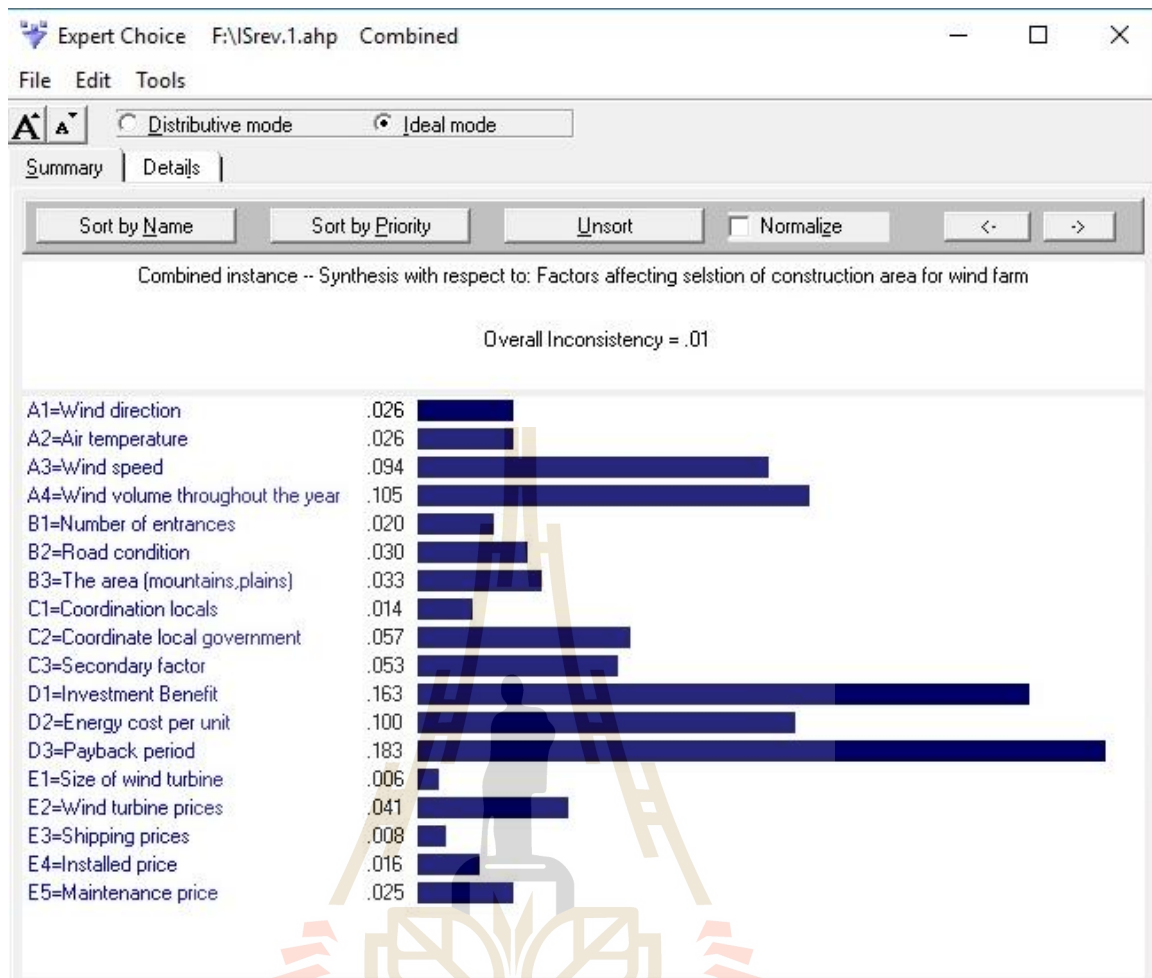 Expert Choice F:\ISrev.1.ahp Combined
File Edit Tools
A A Distributive mode Ideal mode
Summary Details
Sort by Name Sort by Priority Unsort Normalize <- ->
Combined instance -- Synthesis with respect to: Factors affecting selstion of construction area for wind farm
Overall Inconsistency = .01
A1=Wind direction .026
A2=Air temperature .026
A3=Wind speed .094
A4=Wind volume throughout the year .105
B1=Number of entrances .020
B2=Road condition .030
B3=The area (mountains,plains) .033
C1=Coordination locals .014
C2=Coordinate local government .057
C3=Secondary factor .053
D1=Investment Benefit .163
D2=Energy cost per unit .100
D3=Payback period .183
E1=Size of wind turbine .006
E2=Wind turbine prices .041
E3=Shipping prices .008
E4=Installed price .016
E5=Maintenance price .025